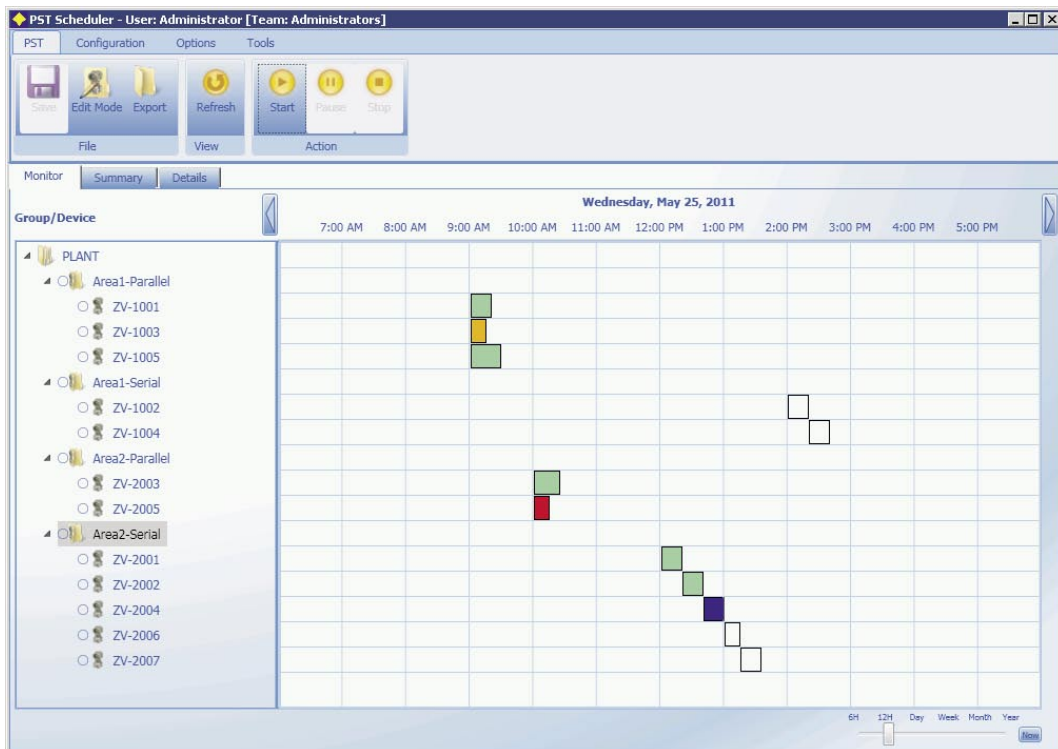 PST Scheduler - User: Administrator [Team: Administrators]
PST Configuration Options Tools
Save Edit Mode Export Refresh Start Pause Stop
File View Action
Monitor Summary Details
Wednesday, May 25, 2011
Group/Device
7:00 AM 8:00 AM 9:00 AM 10:00 AM 11:00 AM 12:00 PM 1:00 PM 2:00 PM 3:00 PM 4:00 PM 5:00 PM
PLANT
Area1-Parallel
ZV-1001
ZV-1003
ZV-1005
Area1-Serial
ZV-1002
ZV-1004
Area2-Parallel
ZV-2003
ZV-2005
Area2-Serial
ZV-2001
ZV-2002
ZV-2004
ZV-2006
ZV-2007
6H 12H Day Week Month Year
Now